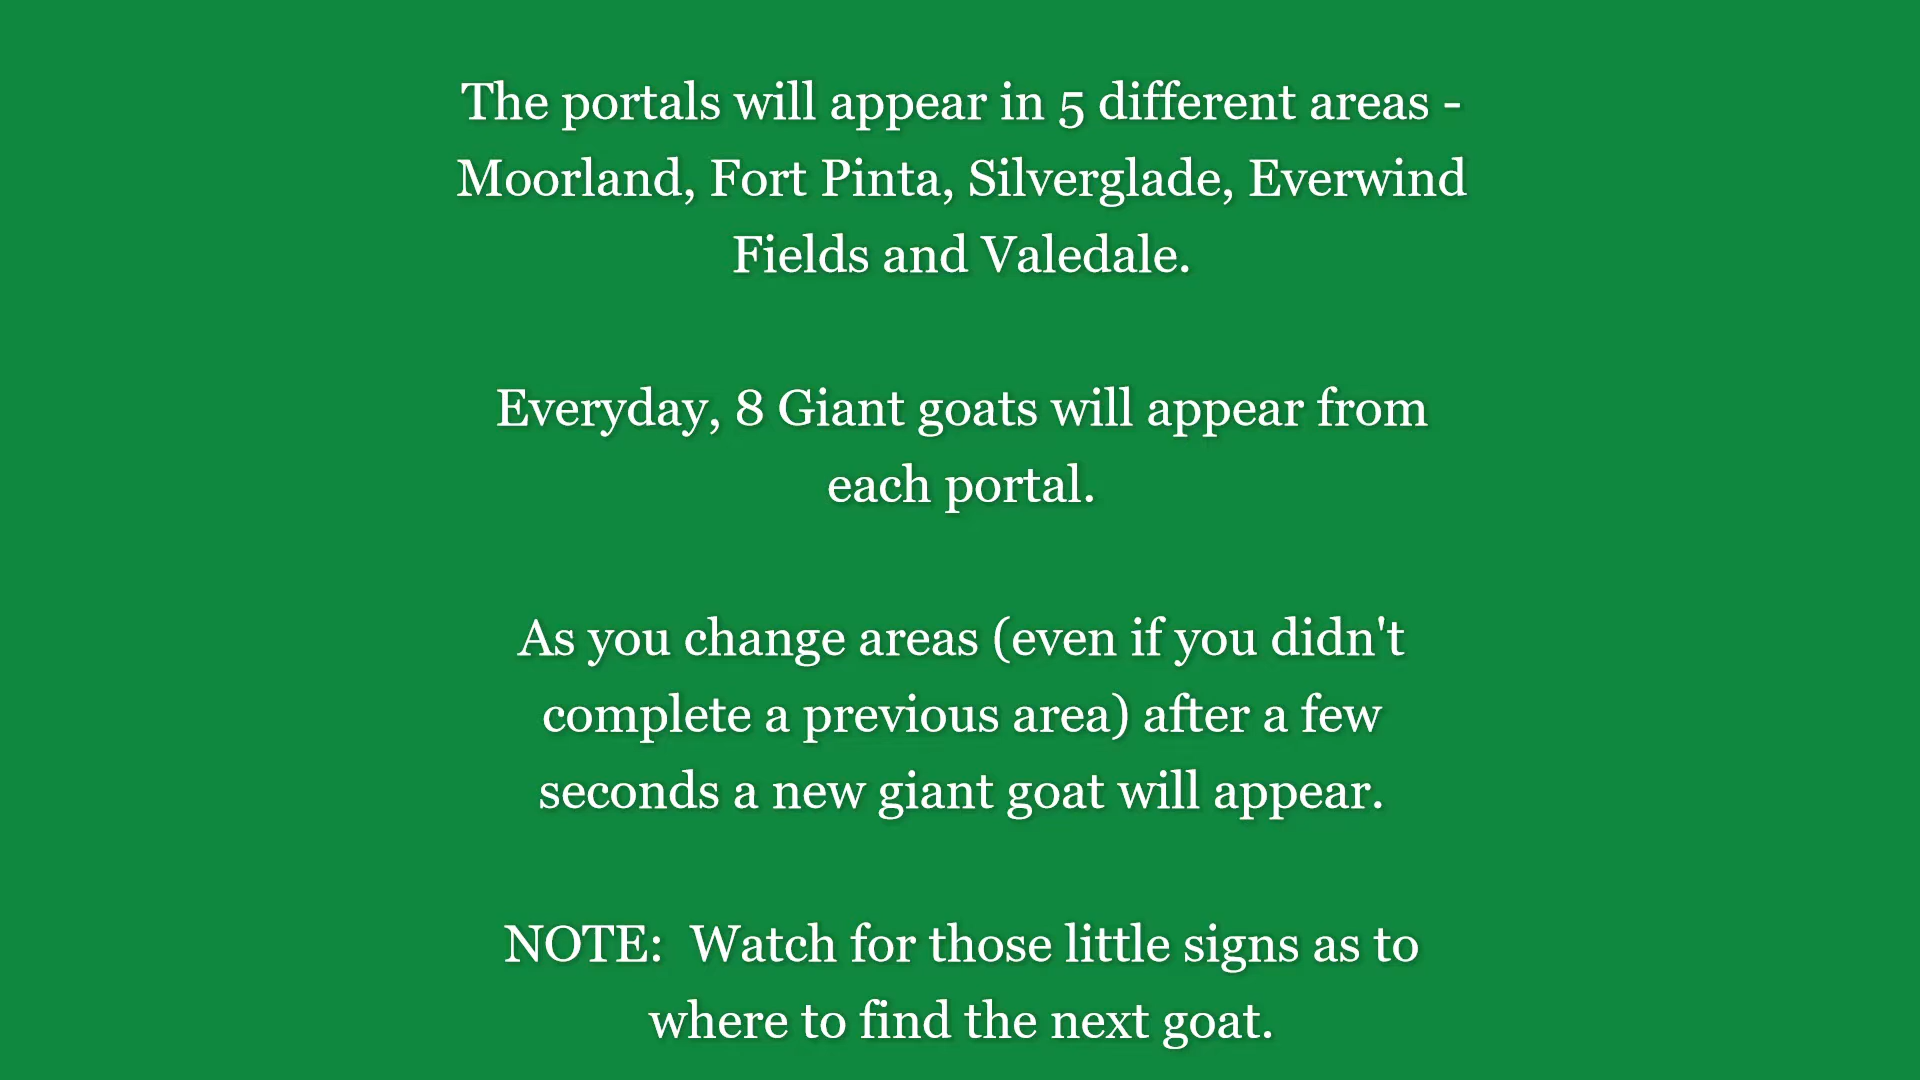 The portals will appear in 5 different areas -
Moorland, Fort Pinta, Silverglade, Everwind
Fields and Valedale.
Everyday, 8 Giant goats will appear from
each portal.
As you change areas (even if you didn't
complete a previous area) after a few
seconds a new giant goat will appear.
NOTE:  Watch for those little signs as to
where to find the next goat.